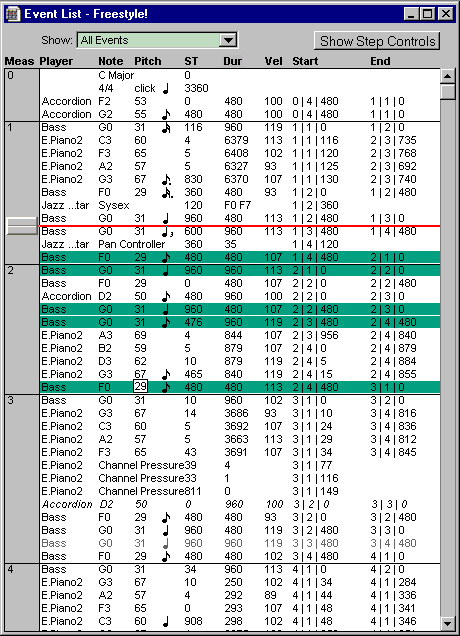 Event List - Freestyle!
Show: All Events Show Step Controls
Meas Player Note Pitch ST Dur Vel Start End
0 C Major 0
4/4 click 3360
Accordion F2 53 0 480 100 0|4|480 1|1|0
Accordion G2 55 480 480 100 0|4|480 1|1|0
1 Bass G0 31 116 960 119 1|1|0 1|2|0
E.Piano2 C3 60 4 6379 113 1|1|116 2|3|735
E.Piano2 F3 65 5 6408 102 1|1|120 2|3|768
E.Piano2 A2 57 5 6327 93 1|1|125 2|3|692
E.Piano2 G3 67 830 6370 107 1|1|130 2|3|740
Bass F0 29 360 480 93 1|2|0 1|2|480
Jazz ...tar Sysex 120 F0 F7 1|2|360
Bass G0 31 960 480 113 1|2|480 1|3|0
Bass G0 31 600 960 113 1|3|480 1|4|480
Jazz ...tar Pan Controller 360 35 1|4|120
Bass F0 29 480 480 107 1|4|480 2|1|0
2 Bass G0 31 960 960 113 2|1|0 2|2|0
Bass F0 29 0 480 107 2|2|0 2|2|480
Accordion D2 50 480 960 100 2|2|0 2|3|0
Bass G0 31 960 480 107 2|2|480 2|3|0
Bass G0 31 476 960 119 2|3|480 2|4|480
E.Piano2 A3 69 4 844 107 2|3|956 2|4|840
E.Piano2 B2 59 5 879 107 2|4|0 2|4|879
E.Piano2 D3 62 10 879 119 2|4|5 2|4|884
E.Piano2 G3 67 465 840 119 2|4|15 2|4|855
Bass F0 29 480 480 113 2|4|480 3|1|0
3 Bass G0 31 10 960 102 3|1|0 3|2|0
E.Piano2 G3 67 14 3686 93 3|1|10 3|4|816
E.Piano2 C3 60 5 3692 107 3|1|24 3|4|836
E.Piano2 A2 57 5 3663 113 3|1|29 3|4|812
E.Piano2 F3 65 43 3691 107 3|1|34 3|4|845
E.Piano2 Channel Pressure39 4 3|1|77
E.Piano2 Channel Pressure33 1 3|1|116
E.Piano2 Channel Pressure811 0 3|1|149
Accordion D2 50 0 960 100 3|2|0 3|3|0
Bass F0 29 480 480 93 3|2|0 3|2|480
Bass G0 31 960 480 119 3|2|480 3|3|0
Bass G0 31 960 960 119 3|3|480 3|4|480
Bass F0 29 480 480 102 3|4|480 4|1|0
4 Bass G0 31 34 960 113 4|1|0 4|2|0
E.Piano2 G3 67 10 250 102 4|1|34 4|1|284
E.Piano2 A2 57 4 292 89 4|1|44 4|1|336
E.Piano2 F3 65 0 293 107 4|1|48 4|1|341
E.Piano2 C3 60 908 298 102 4|1|48 4|1|346